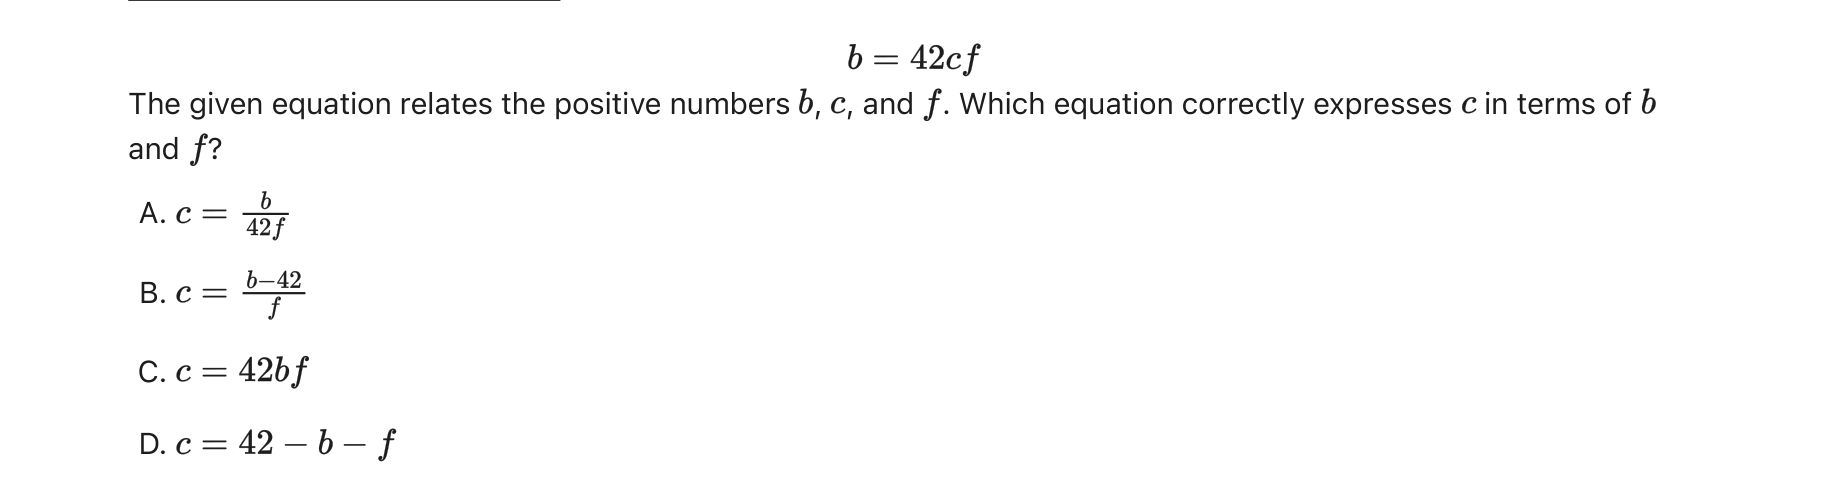 b = 42cf
The given equation relates the positive numbers b, c, and f. Which equation correctly expresses c in terms of b
and f?
A. c = \frac{b}{42f}
B. c = \frac{b-42}{f}
C. c = 42bf
D. c = 42 − b − f